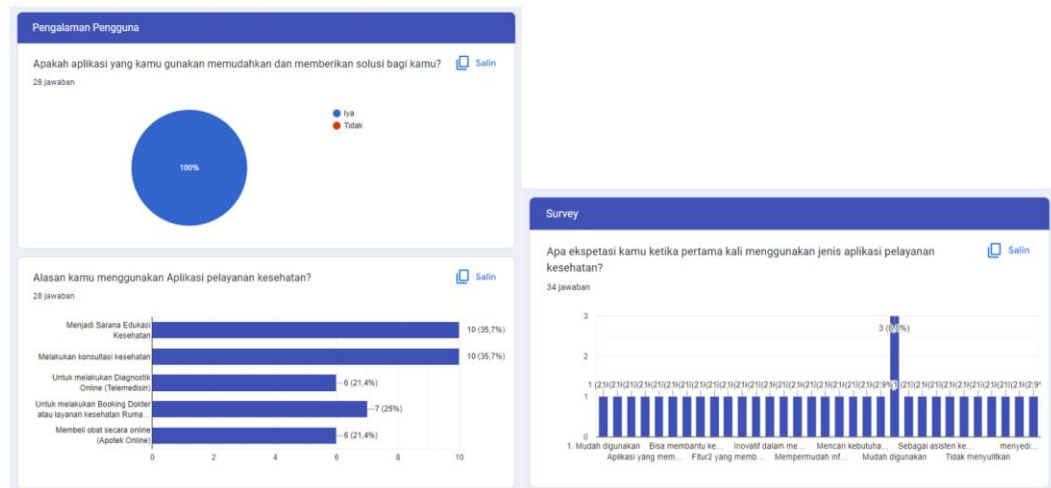 Pengalaman Pengguna
Apakah aplikasi yang kamu gunakan memudahkan dan memberikan solusi bagi kamu?
Salin
28 jawaban
Iya
Tidak
100%
Alasan kamu menggunakan Aplikasi pelayanan kesehatan?
Salin
28 jawaban
Menjadi Sarana Edukasi
Kesehatan
10 (35,7%)
Melakukan konsultasi kesehatan
10 (35,7%)
Untuk melakukan Diagnostik
Online (Telemedisin)
6 (21,4%)
Untuk melakukan Booking Dokter
atau layanan kesehatan Ruma...
7 (25%)
Membeli obat secara online
(Apotek Online)
6 (21,4%)
0 2 4 6 8 10
Survey
Apa ekspetasi kamu ketika pertama kali menggunakan jenis aplikasi pelayanan
kesehatan?
Salin
34 jawaban
3
2
1
0
3 (8,8%)
1. Mudah digunakan Bisa membantu ke... Inovatif dalam me... Mencari kebutuha... Sebagai asisten ke... menyedi...
Aplikasi yang mem... Fitur2 yang memb... Mempermudah inf... Mudah digunakan Tidak menyulitkan